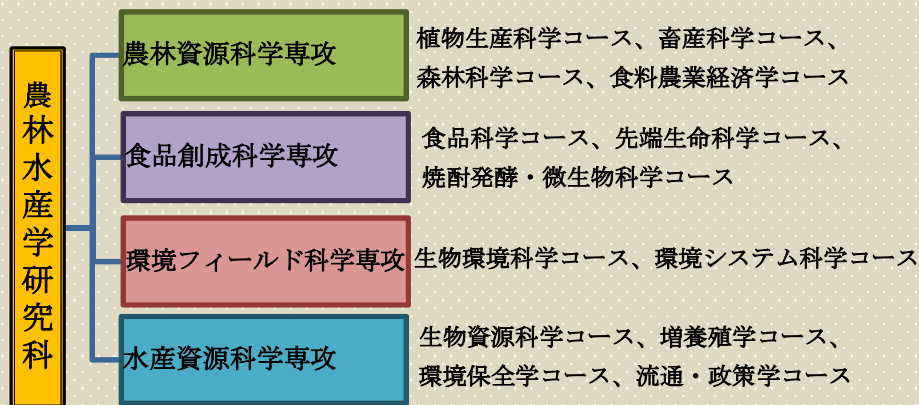 農林水産学研究科
農林資源科学専攻
植物生産科学コース、畜産科学コース、
森林科学コース、食料農業経済学コース
食品創成科学専攻
食品科学コース、先端生命科学コース、
焼酎発酵・微生物科学コース
環境フィールド科学専攻
生物環境科学コース、環境システム科学コース
水産資源科学専攻
生物資源科学コース、増養殖学コース、
環境保全学コース、流通・政策学コース